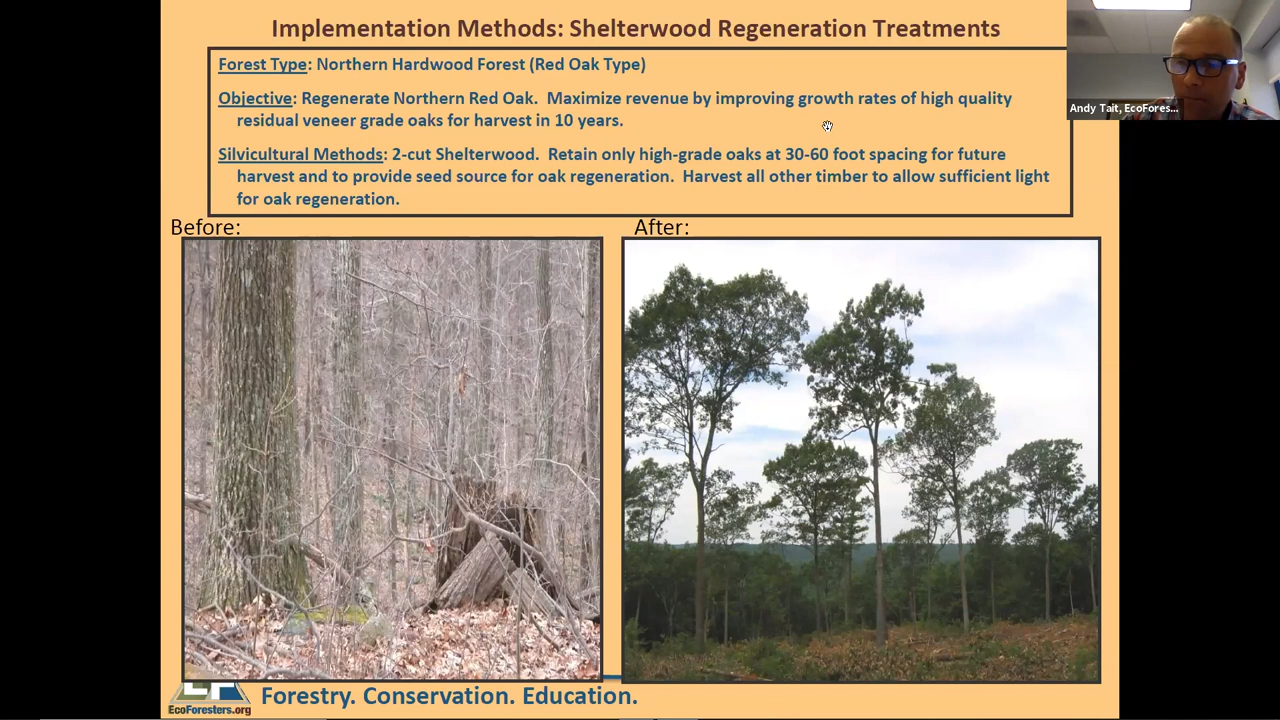 Implementation Methods: Shelterwood Regeneration Treatments
Andy Tait, EcoFores...
Forest Type: Northern Hardwood Forest (Red Oak Type)
Objective: Regenerate Northern Red Oak. Maximize revenue by improving growth rates of high quality
residual veneer grade oaks for harvest in 10 years.
Silvicultural Methods: 2-cut Shelterwood. Retain only high-grade oaks at 30-60 foot spacing for future
harvest and to provide seed source for oak regeneration. Harvest all other timber to allow sufficient light
for oak regeneration.
Before:
After:
EcoForesters.org
Forestry. Conservation. Education.